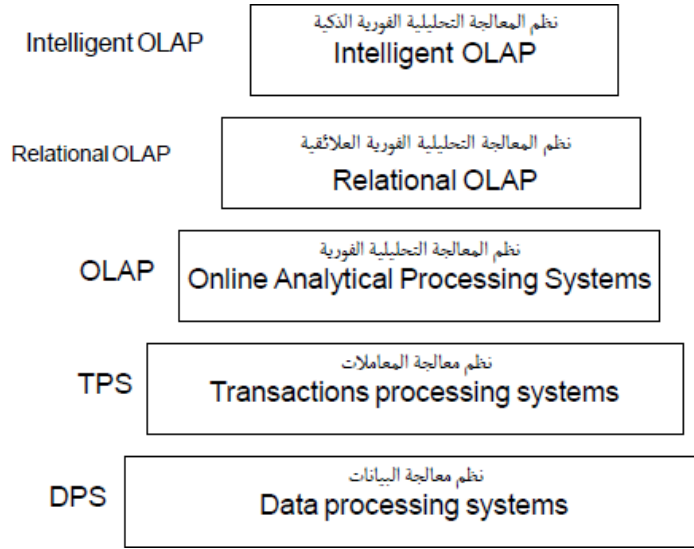 نظم المعالجة التحليلية الفورية الذكية
Intelligent OLAP
Intelligent OLAP
نظم المعالجة التحليلية الفورية العلائقية
Relational OLAP
Relational OLAP
نظم المعالجة التحليلية الفورية
OLAP
Online Analytical Processing Systems
نظم معالجة المعاملات
TPS
Transactions processing systems
نظم معالجة البيانات
DPS
Data processing systems